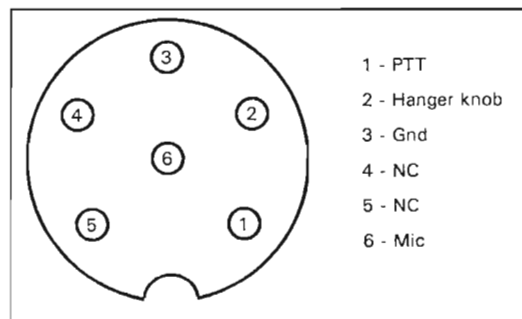 3
4
2
6
5
1
1 - PTT
2 - Hanger knob
3 - Gnd
4 - NC
5 - NC
6 - Mic